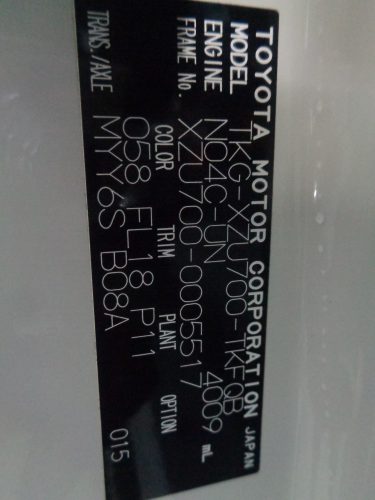 TOYOTA MOTOR CORPORATION JAPAN
MODEL TKG-XZU700-TKFQB
ENGINE N04C-UN 4009 mL
FRAME No. XZU700-0005517
COLOR TRIM PLANT OPTION
058 FL18 P11
TRANS./AXLE MYY6S B08A
015